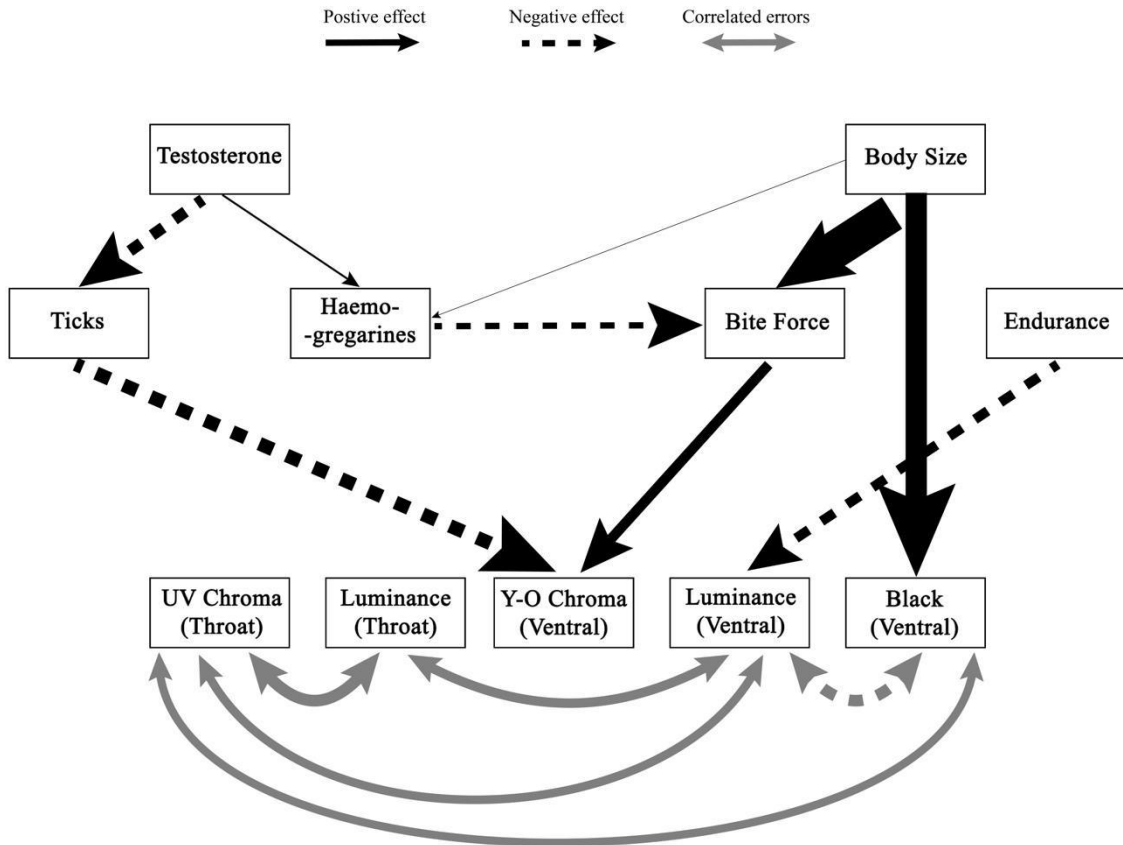 Postive effect
Negative effect
Correlated errors
Testosterone
Body Size
Ticks
Haemo-
-gregarines
Bite Force
Endurance
UV Chroma
(Throat)
Luminance
(Throat)
Y-O Chroma
(Ventral)
Luminance
(Ventral)
Black
(Ventral)